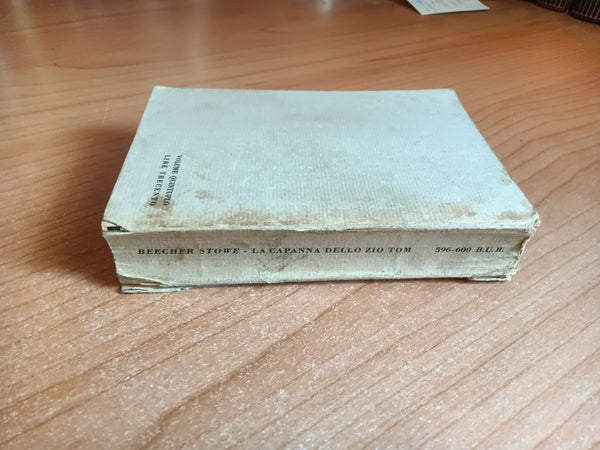 VOLUME QUINTUPLO
LIRE TRECENTO
BEECHER STOWE - LA CAPANNA DELLO ZIO TOM 596-600 B.U.R.